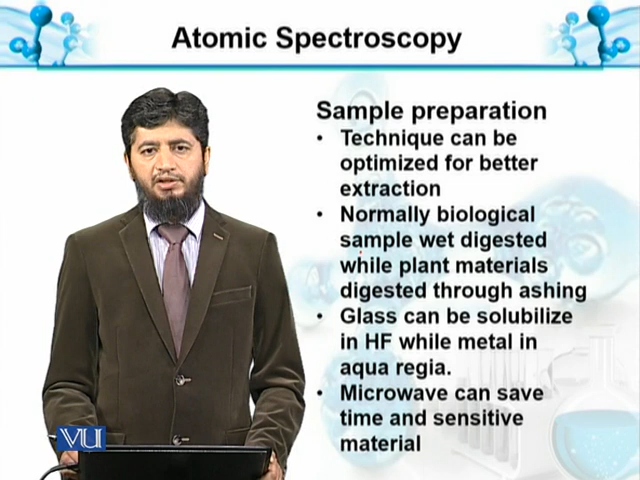 Atomic Spectroscopy
Sample preparation
• Technique can be
optimized for better
extraction
• Normally biological
sample wet digested
while plant materials
digested through ashing
• Glass can be solubilize
in HF while metal in
aqua regia.
• Microwave can save
time and sensitive
material
VU